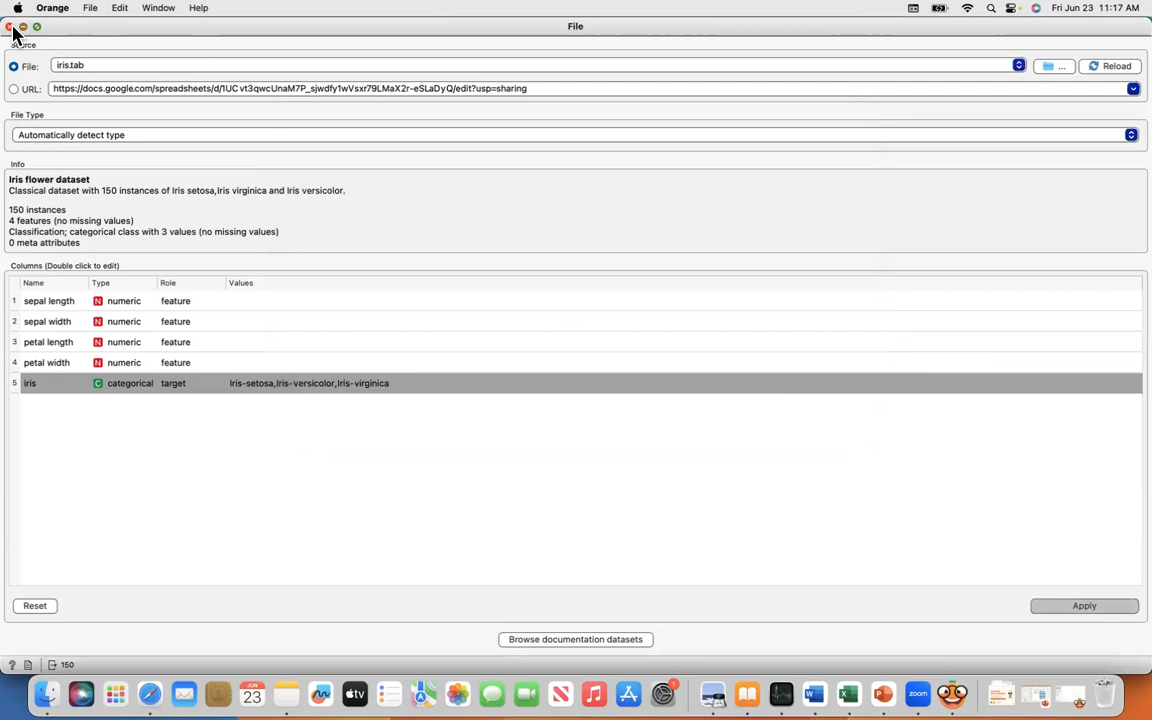 Orange File Edit Window Help Fri Jun 23 11:17 AM
File
Source
File: iris.tab ... Reload
URL: https://docs.google.com/spreadsheets/d/1UCvt3qwcUnaM7P_sjwdfy1wVsxr79LMaX2r-eSLaDyQ/edit?usp=sharing
File Type
Automatically detect type
Info
Iris flower dataset
Classical dataset with 150 instances of Iris setosa,Iris virginica and Iris versicolor.
150 instances
4 features (no missing values)
Classification; categorical class with 3 values (no missing values)
0 meta attributes
Columns (Double click to edit)
Name Type Role Values
1 sepal length N numeric feature
2 sepal width N numeric feature
3 petal length N numeric feature
4 petal width N numeric feature
5 iris C categorical target Iris-setosa,Iris-versicolor,Iris-virginica
Reset Apply
Browse documentation datasets
? 150
JUN
23 tv 1 W X P zoom